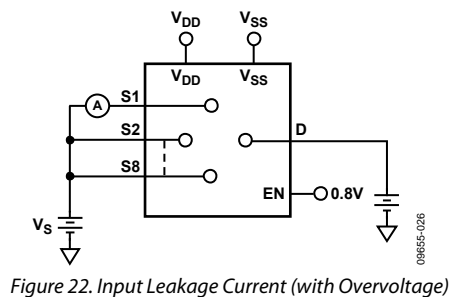 VDD VSS
VDD VSS
A S1
S2 D
S8
EN 0.8V
VS
09655-026
Figure 22. Input Leakage Current (with Overvoltage)